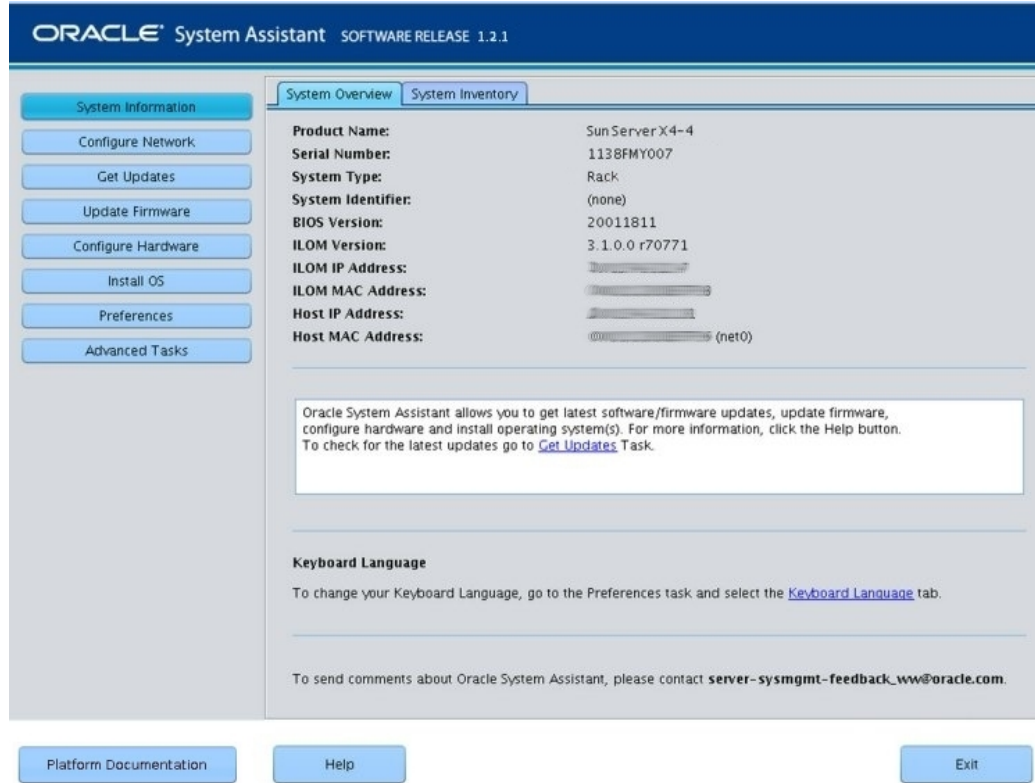 ORACLE System Assistant SOFTWARE RELEASE 1.2.1
System Information
Configure Network
Get Updates
Update Firmware
Configure Hardware
Install OS
Preferences
Advanced Tasks
System Overview System Inventory
Product Name: Sun Server X4-4
Serial Number: 1138FMY007
System Type: Rack
System Identifier: (none)
BIOS Version: 20011811
ILOM Version: 3.1.0.0 r70771
ILOM IP Address:
ILOM MAC Address:
Host IP Address:
Host MAC Address: (net0)
Oracle System Assistant allows you to get latest software/firmware updates, update firmware,
configure hardware and install operating system(s). For more information, click the Help button.
To check for the latest updates go to Get Updates Task.
Keyboard Language
To change your Keyboard Language, go to the Preferences task and select the Keyboard Language tab.
To send comments about Oracle System Assistant, please contact server-sysmgmt-feedback_ww@oracle.com.
Platform Documentation Help Exit